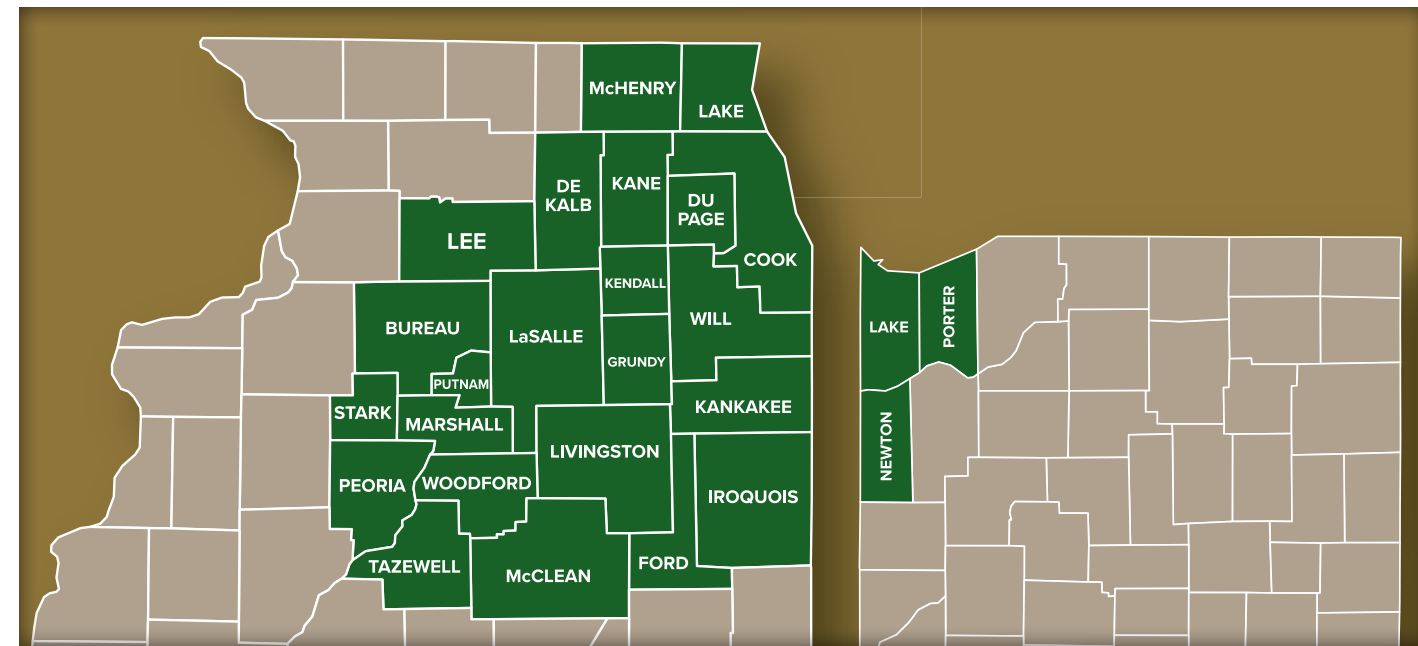 McHENRY
LAKE
DE
KALB
KANE
DU
PAGE
LEE
COOK
KENDALL
BUREAU
LaSALLE
WILL
GRUNDY
PUTNAM
STARK
MARSHALL
KANKAKEE
LIVINGSTON
PEORIA
WOODFORD
IROQUOIS
TAZEWELL
McCLEAN
FORD
LAKE
PORTER
NEWTON